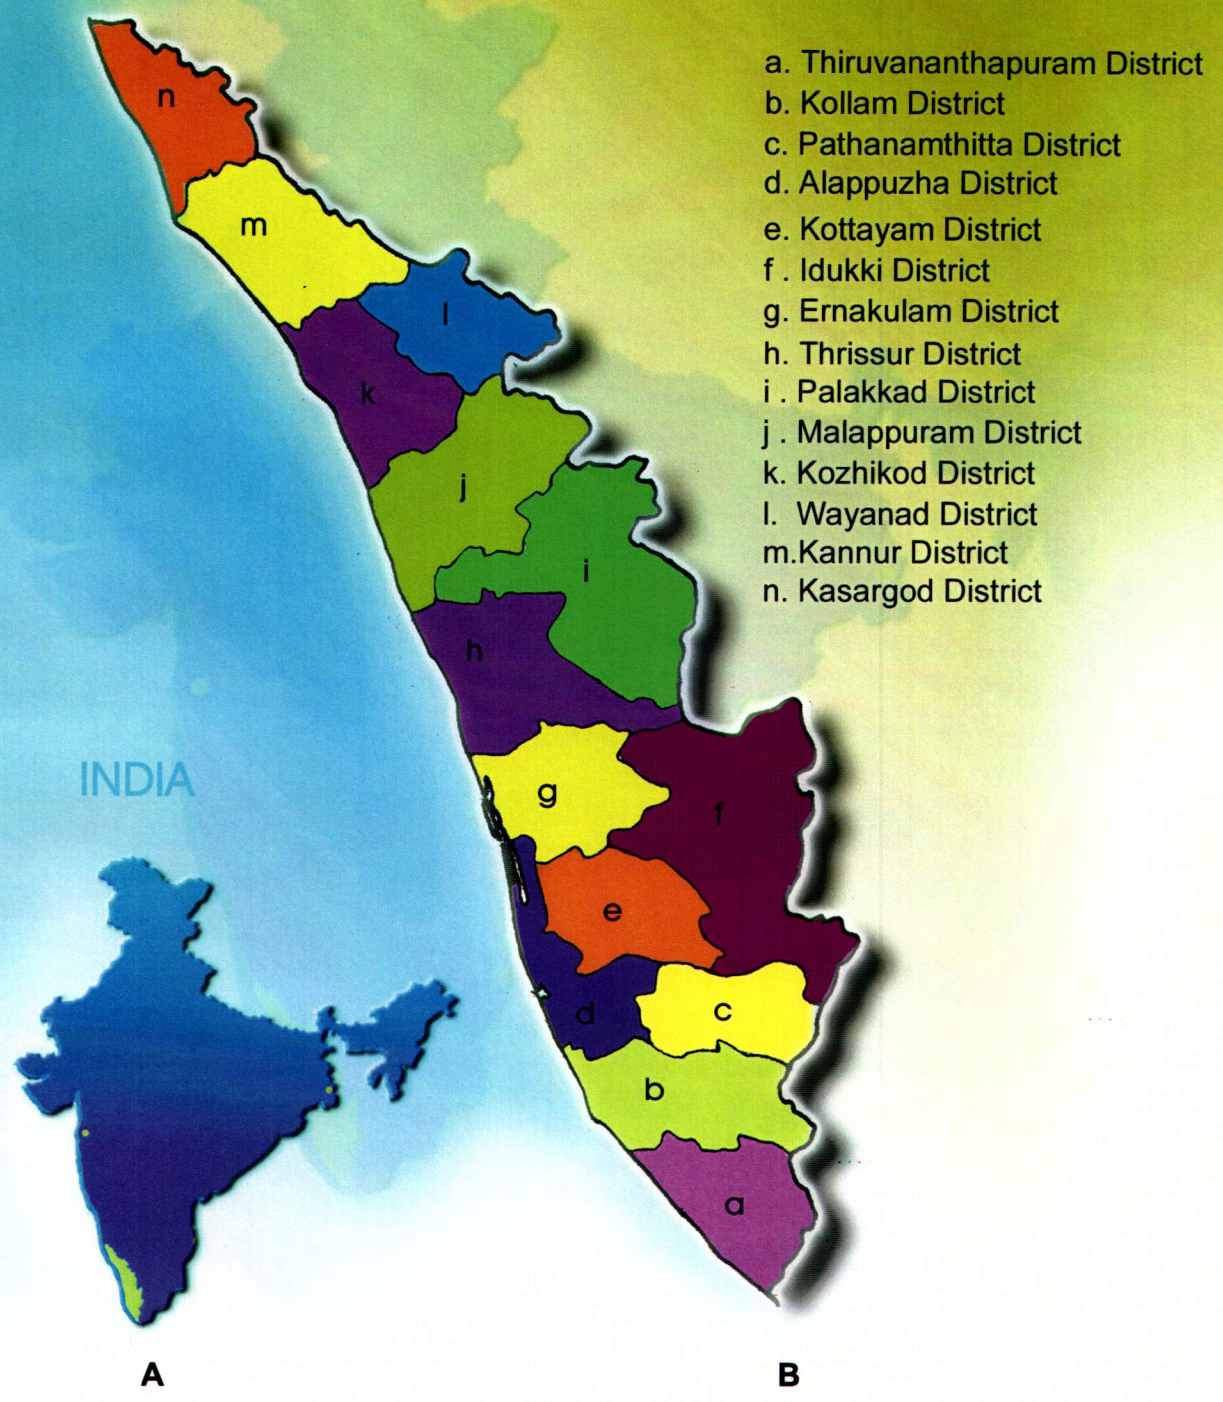 a. Thiruvananthapuram District
b. Kollam District
c. Pathanamthitta District
d. Alappuzha District
e. Kottayam District
f . Idukki District
g. Ernakulam District
h. Thrissur District
i . Palakkad District
j . Malappuram District
k. Kozhikod District
l. Wayanad District
m.Kannur District
n. Kasargod District
n
m
l
k
j
i
h
g
f
e
d
c
b
a
INDIA
A
B